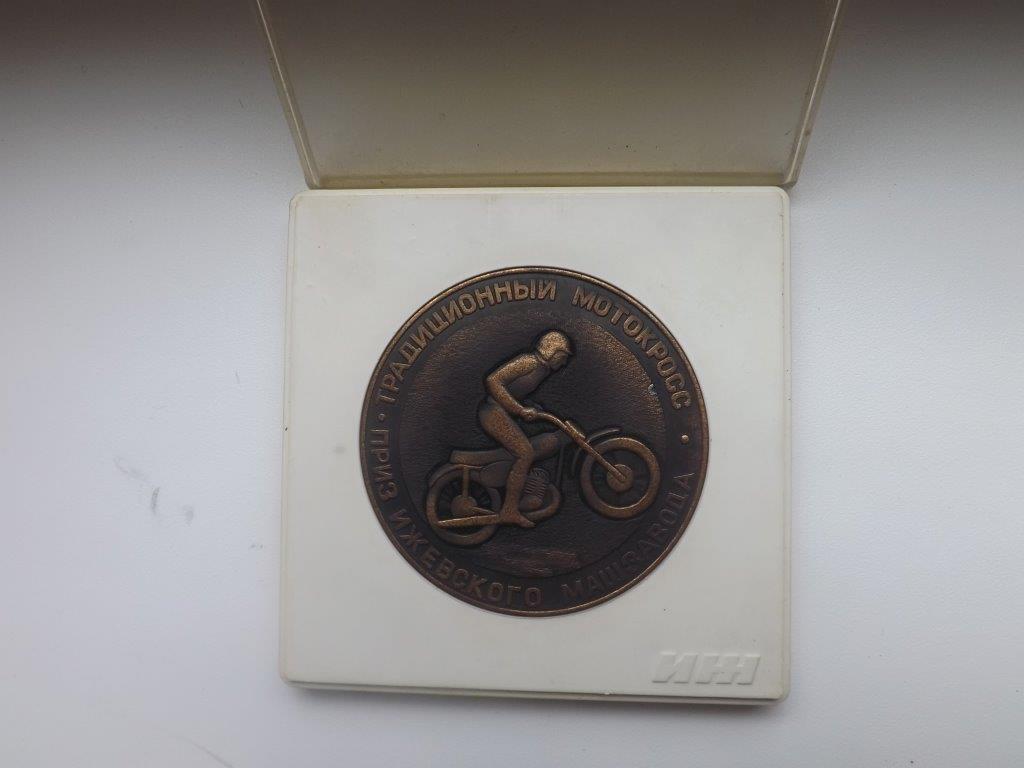 ТРАДИЦИОННЫЙ МОТОКРОСС
ПРИЗ ИЖЕВСКОГО МАШЗАВОДА
ИЖ